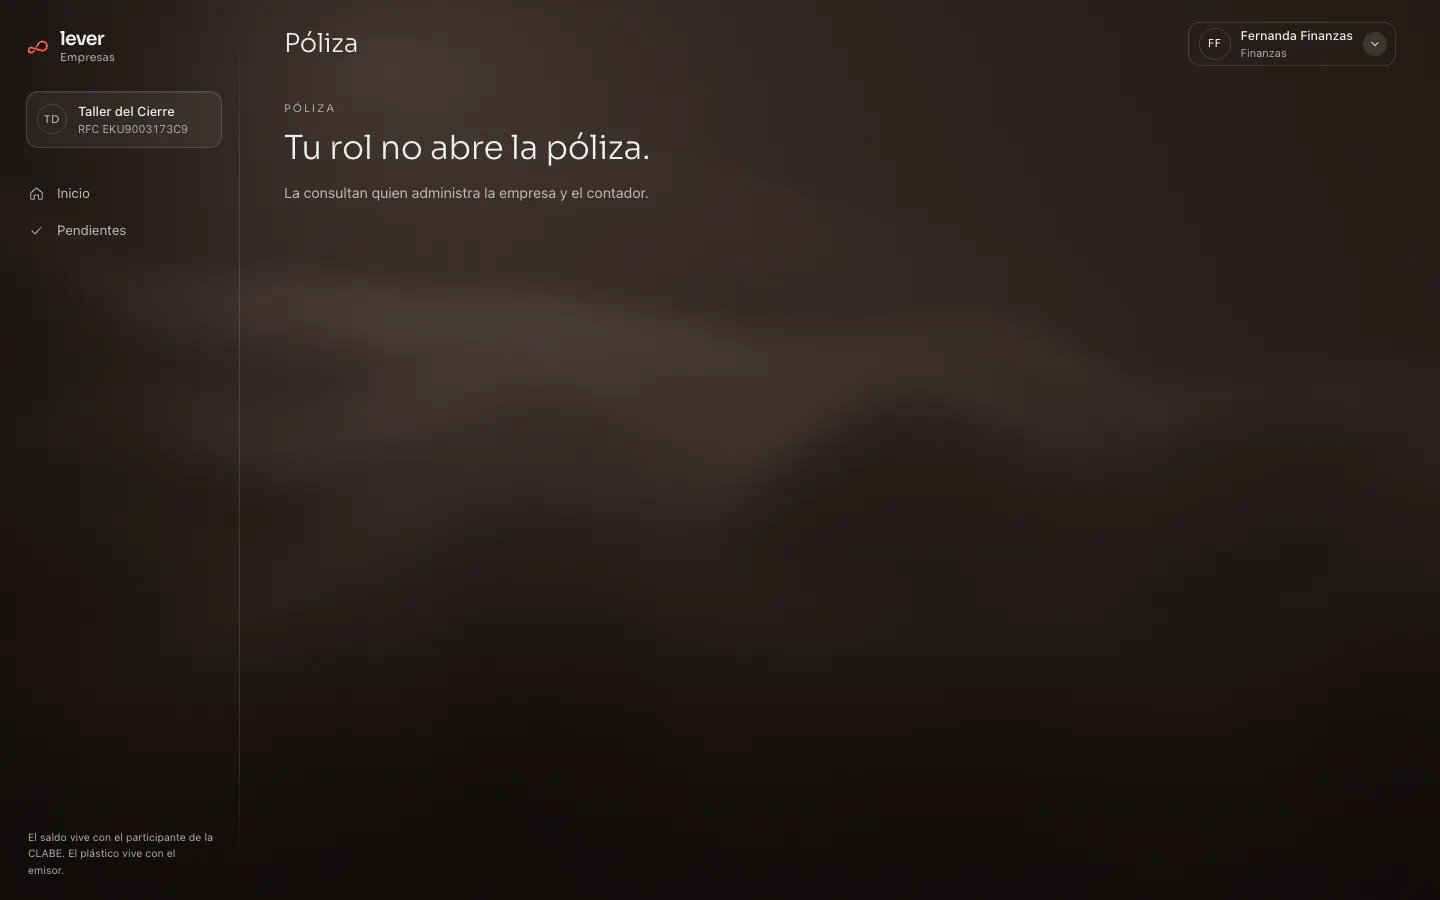 lever
Empresas
TD
Taller del Cierre
RFC EKU9003173C9
Inicio
Pendientes
El saldo vive con el participante de la
CLABE. El plástico vive con el
emisor.
Póliza
FF
Fernanda Finanzas
Finanzas
PÓLIZA
Tu rol no abre la póliza.
La consultan quien administra la empresa y el contador.